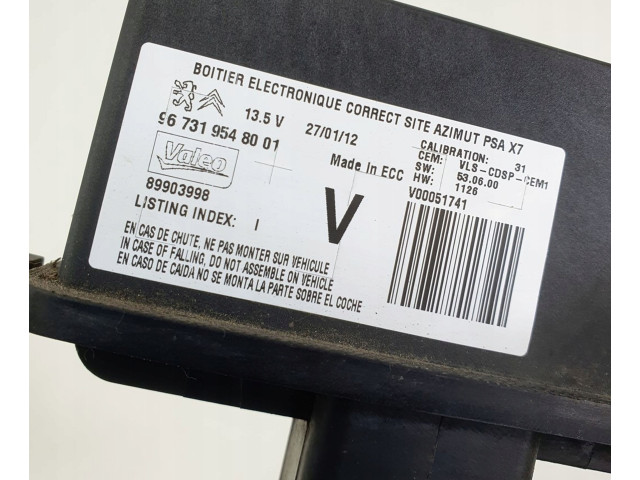 BOITIER ELECTRONIQUE CORRECT SITE AZIMUT PSA X7
13.5 V 27/01/12
96 731 954 80 01
Valeo
89903998
LISTING INDEX: I
Made in ECC
V
CALIBRATION: 31
CEM: VLS-CDSP-CEM1
SW: 53.06.00
HW: 1126
V00051741
EN CAS DE CHUTE, NE PAS MONTER SUR VÉHICULE
IN CASE OF FALLING, DO NOT ASSEMBLE ON VEHICLE
EN CASO DE CAIDA NO SE MONTA LA PARTE SOBRE EL COCHE